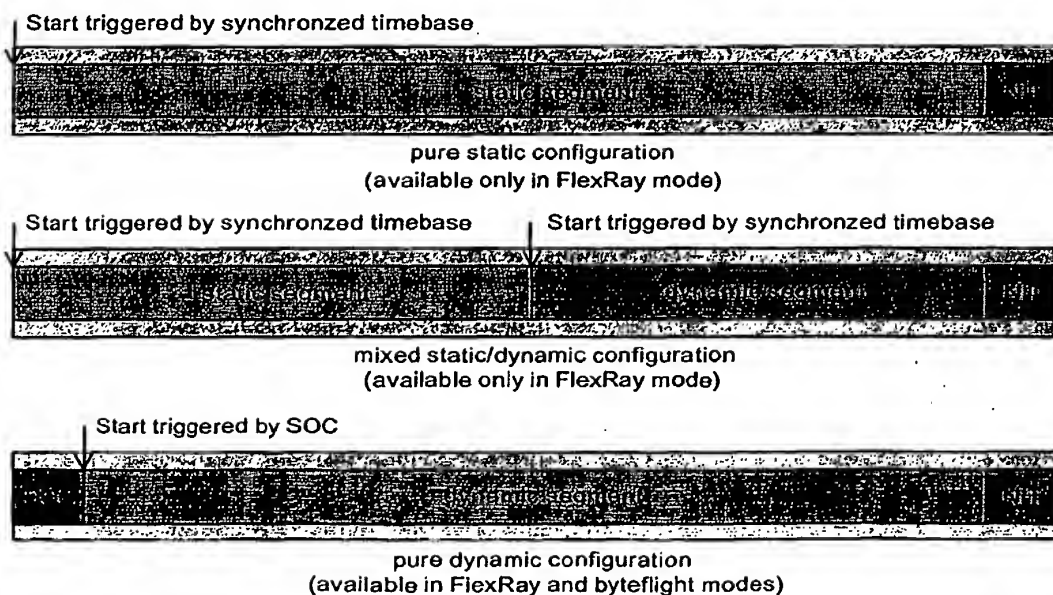 Start triggered by synchronzed timebase
static segment NIT
pure static configuration
(available only in FlexRay mode)
Start triggered by synchronzed timebase Start triggered by synchronzed timebase
static segment dynamic segment NIT
mixed static/dynamic configuration
(available only in FlexRay mode)
Start triggered by SOC
dynamic segment NIT
pure dynamic configuration
(available in FlexRay and byteflight modes)